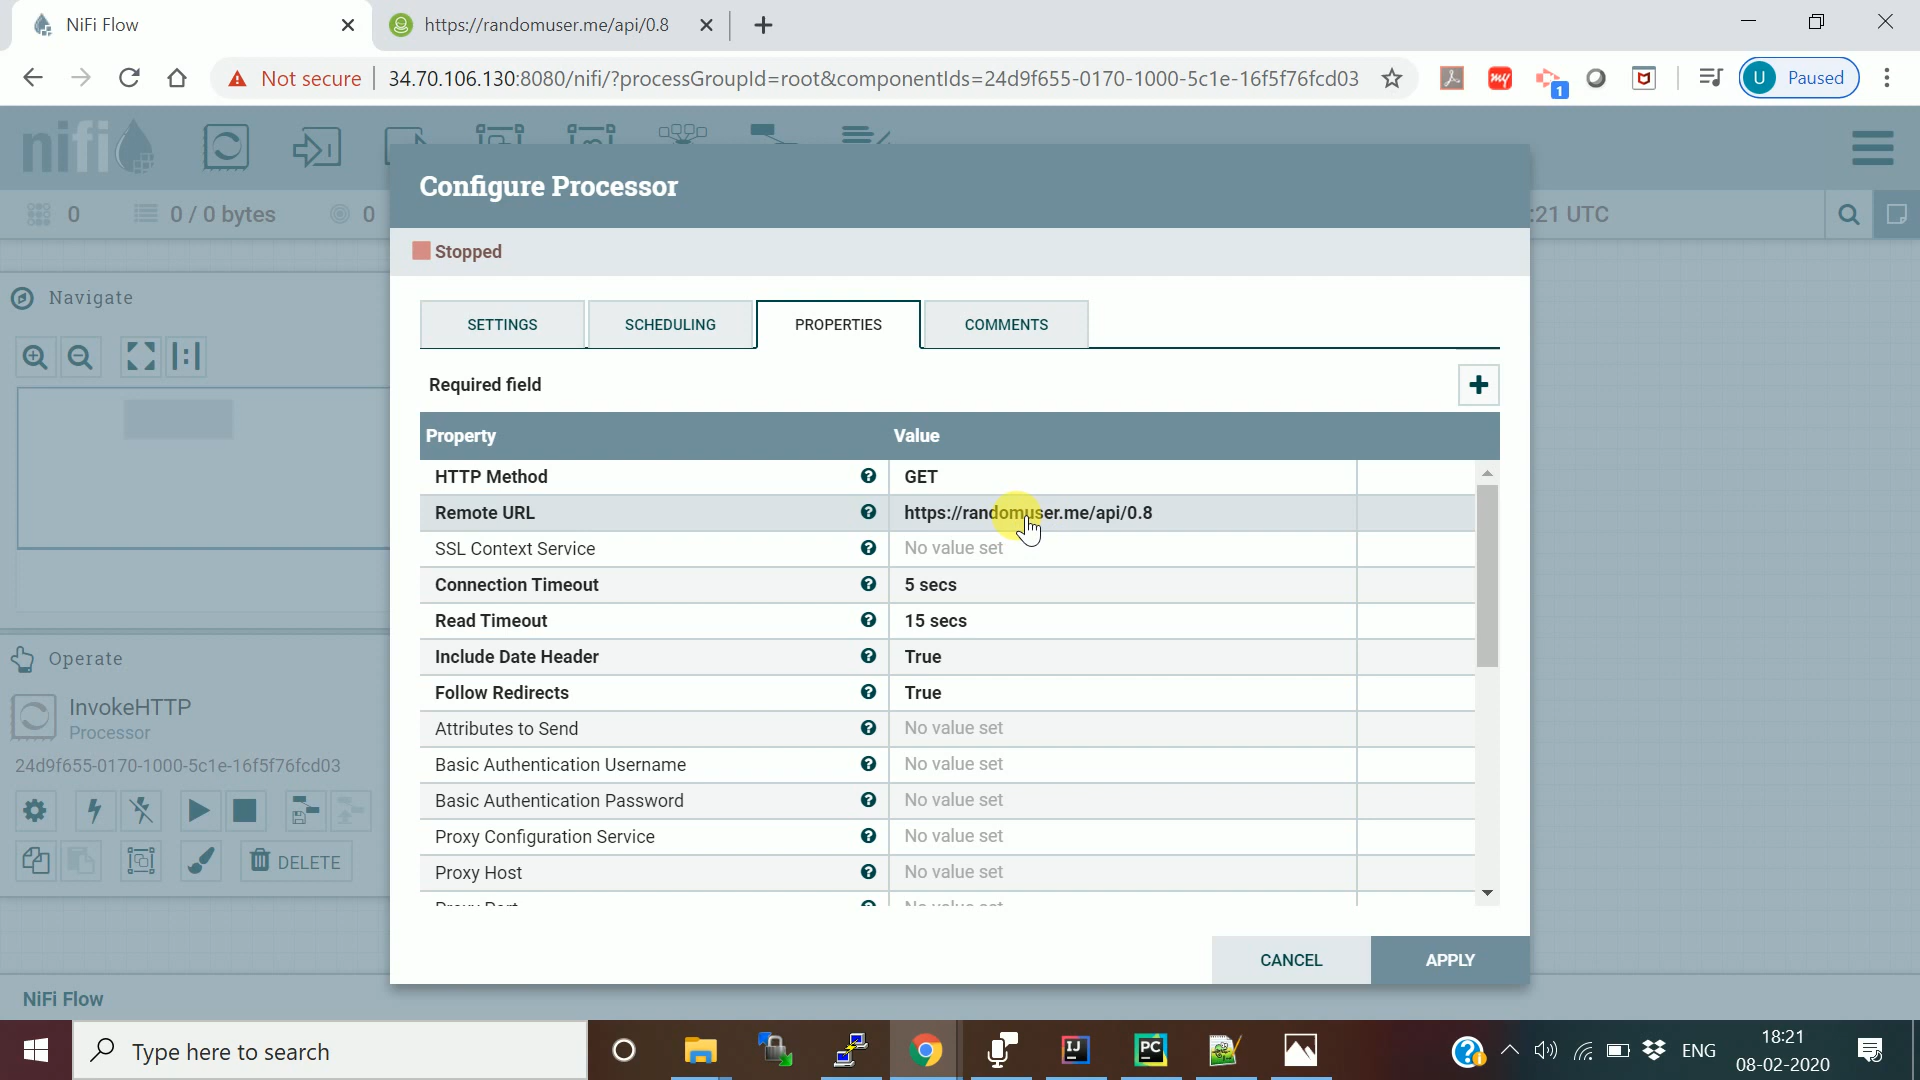 NiFi Flow
https://randomuser.me/api/0.8
Not secure
34.70.106.130:8080/nifi/?processGroupId=root&componentIds=24d9f655-0170-1000-5c1e-16f5f76fcd03
my
1
U
Paused
nifi
Configure Processor
0
0 / 0 bytes
0
:21 UTC
Stopped
Navigate
SETTINGS
SCHEDULING
PROPERTIES
COMMENTS
Required field
Property
Value
HTTP Method
GET
Remote URL
https://randomuser.me/api/0.8
SSL Context Service
No value set
Connection Timeout
5 secs
Read Timeout
15 secs
Include Date Header
True
Follow Redirects
True
Attributes to Send
No value set
Basic Authentication Username
No value set
Basic Authentication Password
No value set
Proxy Configuration Service
No value set
Proxy Host
No value set
Operate
InvokeHTTP
Processor
24d9f655-0170-1000-5c1e-16f5f76fcd03
DELETE
CANCEL
APPLY
NiFi Flow
Type here to search
IJ
PC
ENG
18:21
08-02-2020